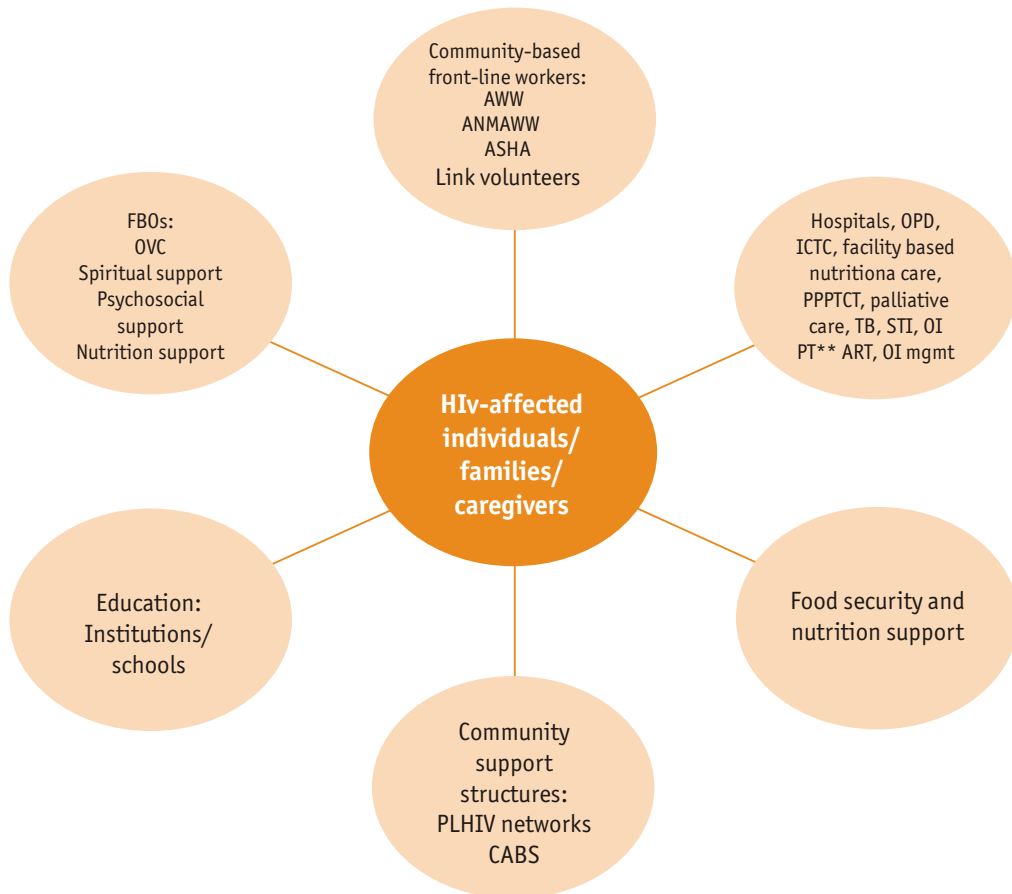 Community-based
front-line workers:
AWW
ANMAWW
ASHA
Link volunteers
FBOs:
OVC
Spiritual support
Psychosocial
support
Nutrition support
Hospitals, OPD,
ICTC, facility based
nutritiona care,
PPPTCT, palliative
care, TB, STI, OI
PT** ART, OI mgmt
HIv-affected
individuals/
families/
caregivers
Education:
Institutions/
schools
Food security and
nutrition support
Community
support
structures:
PLHIV networks
CABS